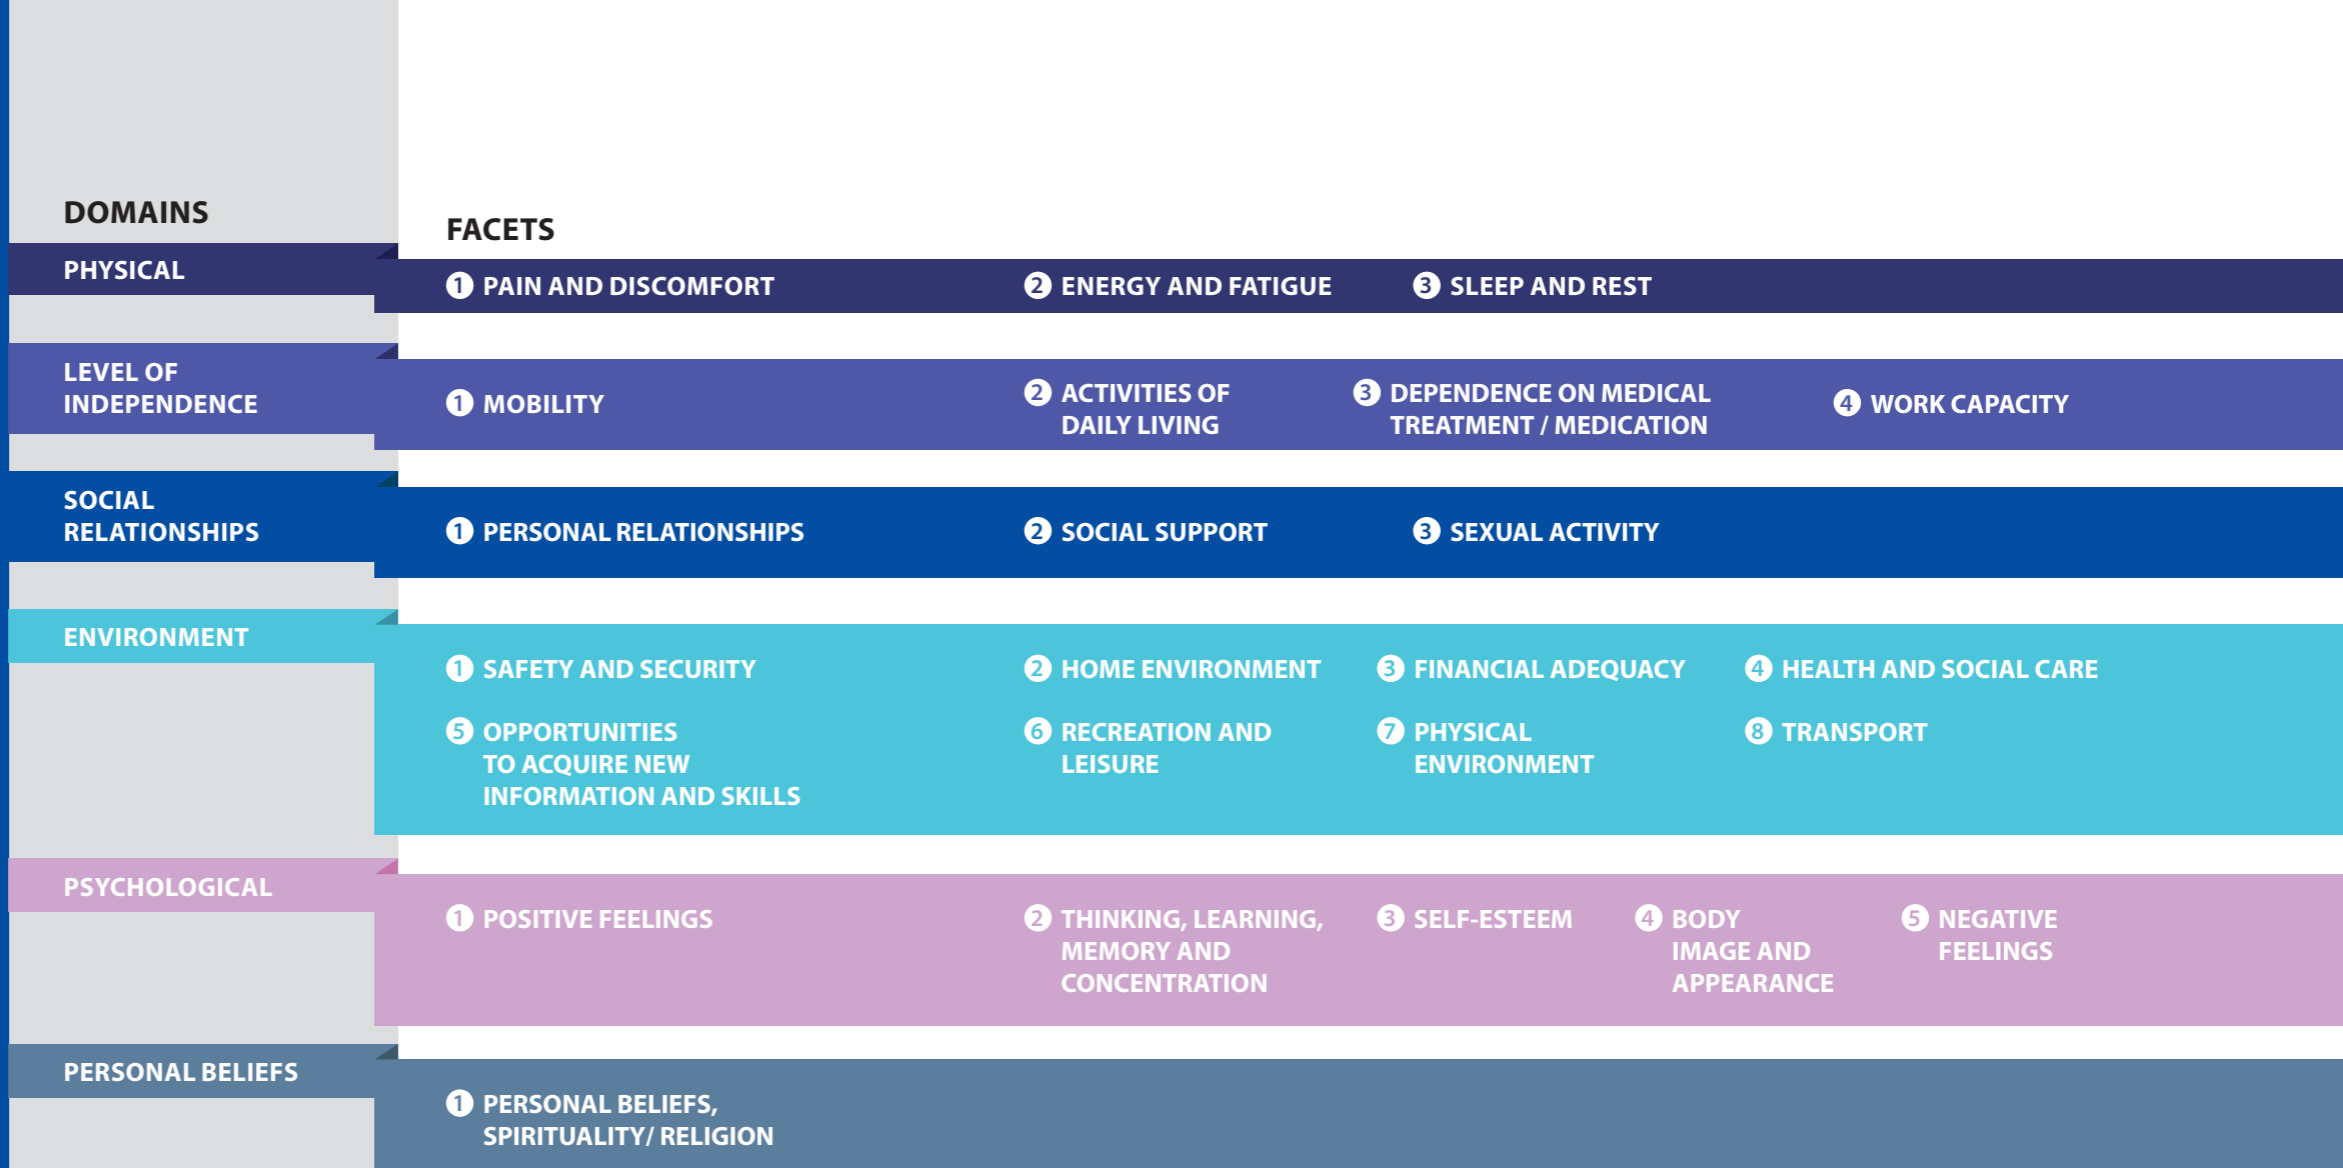 DOMAINS
FACETS
PHYSICAL
1 PAIN AND DISCOMFORT
2 ENERGY AND FATIGUE
3 SLEEP AND REST
LEVEL OF
INDEPENDENCE
1 MOBILITY
2 ACTIVITIES OF
DAILY LIVING
3 DEPENDENCE ON MEDICAL
TREATMENT / MEDICATION
4 WORK CAPACITY
SOCIAL
RELATIONSHIPS
1 PERSONAL RELATIONSHIPS
2 SOCIAL SUPPORT
3 SEXUAL ACTIVITY
ENVIRONMENT
1 SAFETY AND SECURITY
2 HOME ENVIRONMENT
3 FINANCIAL ADEQUACY
4 HEALTH AND SOCIAL CARE
5 OPPORTUNITIES
TO ACQUIRE NEW
INFORMATION AND SKILLS
6 RECREATION AND
LEISURE
7 PHYSICAL
ENVIRONMENT
8 TRANSPORT
PSYCHOLOGICAL
1 POSITIVE FEELINGS
2 THINKING, LEARNING,
MEMORY AND
CONCENTRATION
3 SELF-ESTEEM
4 BODY
IMAGE AND
APPEARANCE
5 NEGATIVE
FEELINGS
PERSONAL BELIEFS
1 PERSONAL BELIEFS,
SPIRITUALITY/ RELIGION